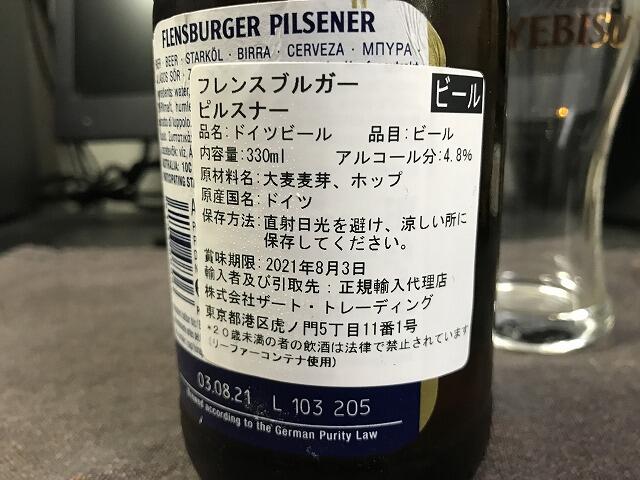 FLENSBURGER PILSENER
BEER · STARKÖL · BIRRA · CERVEZA · ΜΠΥΡΑ ·
フレンスブルガー
ピルスナー
ビール
品名:ドイツビール 品目:ビール
内容量:330ml アルコール分:4.8%
原材料名:大麦麦芽、ホップ
原産国名:ドイツ
保存方法:直射日光を避け、涼しい所に
保存してください。
賞味期限:2021年8月3日
輸入者及び引取先:正規輸入代理店
株式会社ザート・トレーディング
東京都港区虎ノ門5丁目11番1号
*20歳未満の者の飲酒は法律で禁止されています
(リーファーコンテナ使用)
03.08.21 L 103 205
according to the German Purity Law
YEBISU